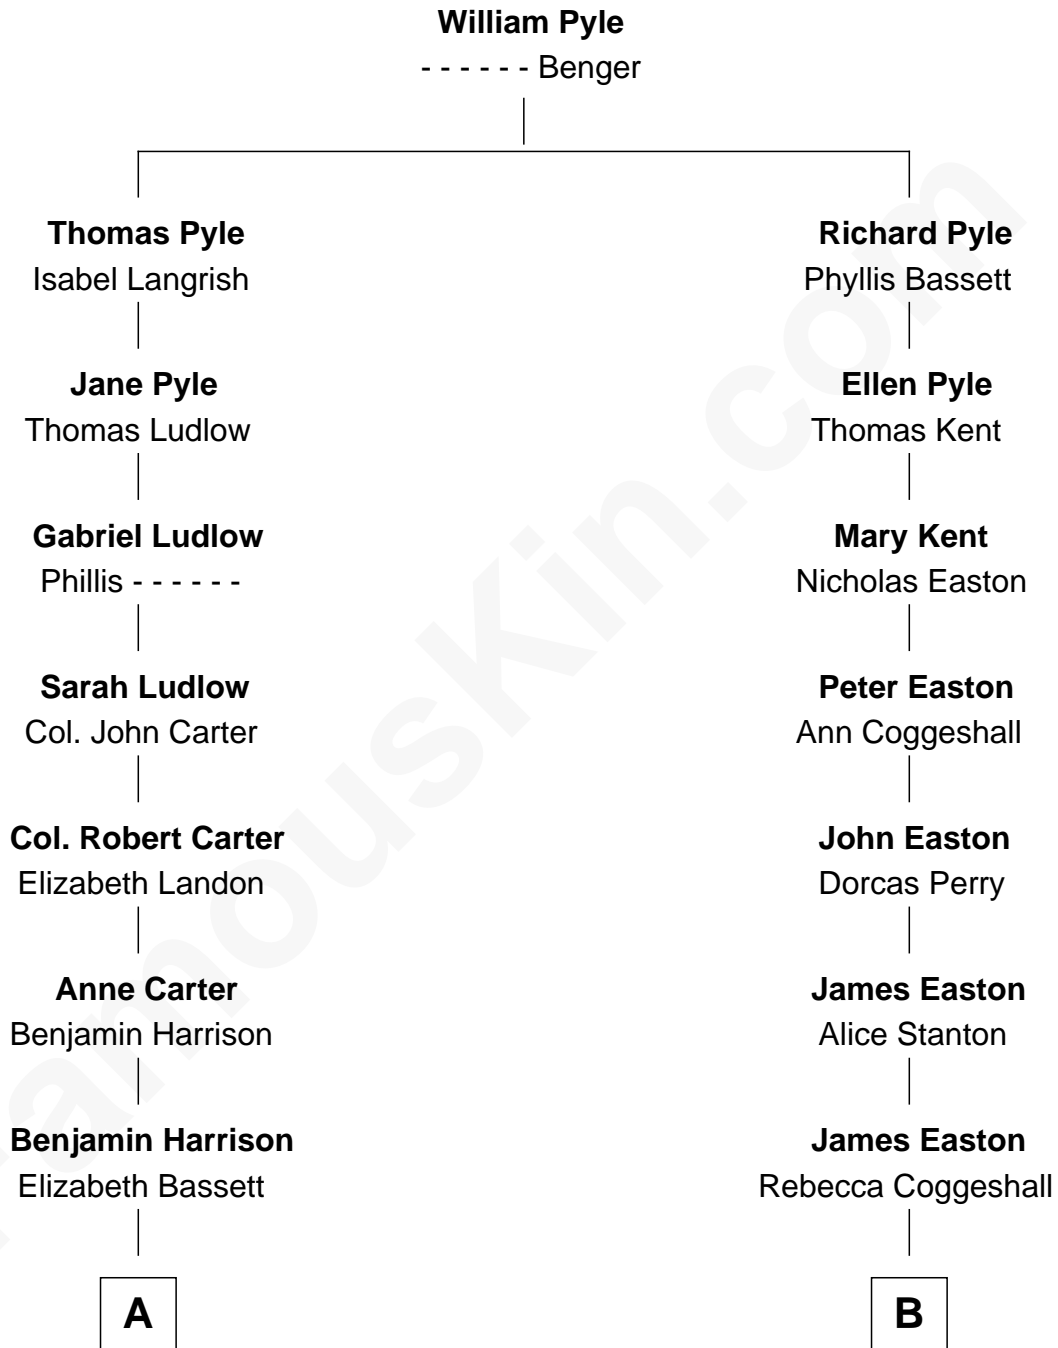 William Pyle
- - - - - - Benger
Thomas Pyle
Isabel Langrish
Richard Pyle
Phyllis Bassett
Jane Pyle
Thomas Ludlow
Ellen Pyle
Thomas Kent
Gabriel Ludlow
Phillis - - - - - -
Mary Kent
Nicholas Easton
Sarah Ludlow
Col. John Carter
Peter Easton
Ann Coggeshall
Col. Robert Carter
Elizabeth Landon
John Easton
Dorcas Perry
Anne Carter
Benjamin Harrison
James Easton
Alice Stanton
Benjamin Harrison
Elizabeth Bassett
James Easton
Rebecca Coggeshall
A
B
FamousKin.com